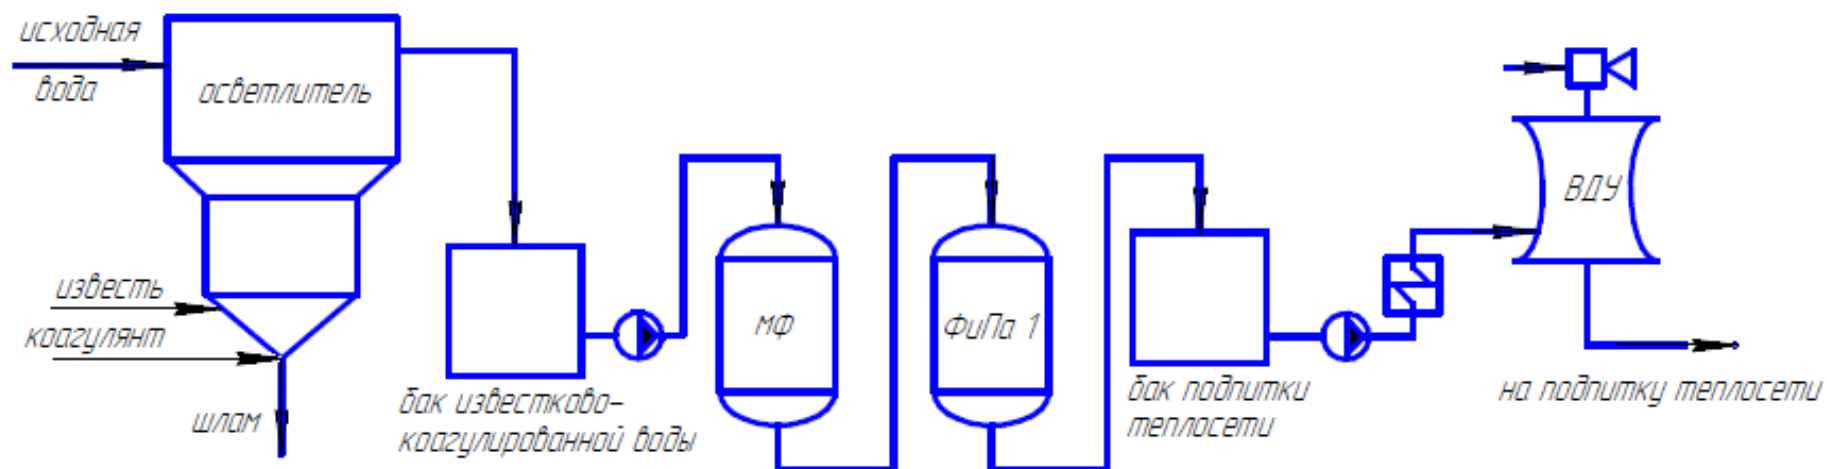 исходная
вода
осветлитель
известь
коагулянт
шлам
бак известково-
коагулированной воды
МФ
ФиПа 1
бак подпитки
теплосети
ВДУ
на подпитку теплосети